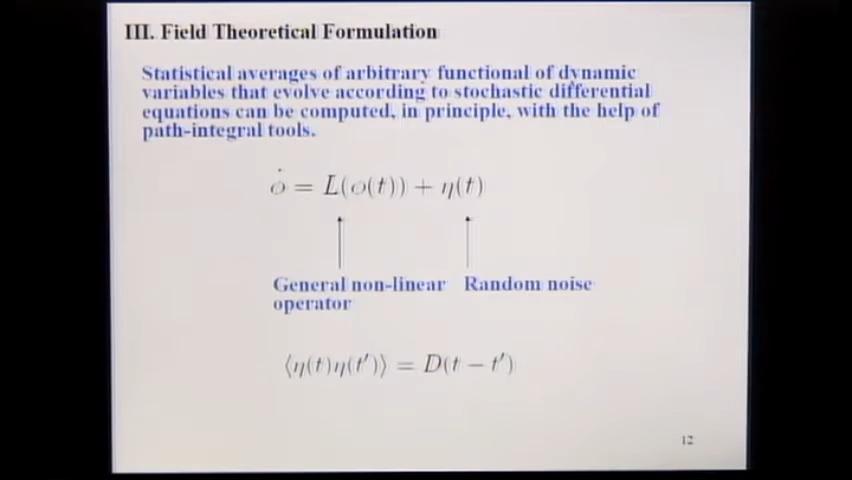 III. Field Theoretical Formulation
Statistical averages of arbitrary functional of dynamic
variables that evolve according to stochastic differential
equations can be computed, in principle, with the help of
path-integral tools.
ϕ̇ = L(ϕ(t)) + η(t)
General non-linear Random noise
operator
⟨η(t)η(t′)⟩ = D(t − t′)
12